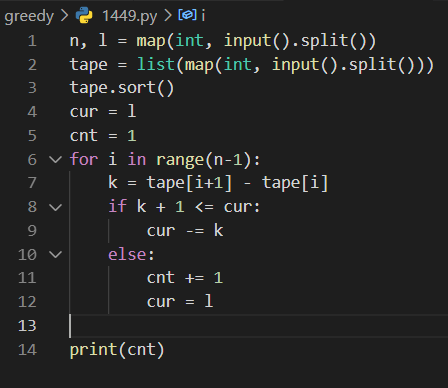 greedy > 1449.py > i
1 n, l = map(int, input().split())
2 tape = list(map(int, input().split()))
3 tape.sort()
4 cur = l
5 cnt = 1
6 for i in range(n-1):
7     k = tape[i+1] - tape[i]
8     if k + 1 <= cur:
9         cur -= k
10     else:
11         cnt += 1
12         cur = l
13
14 print(cnt)